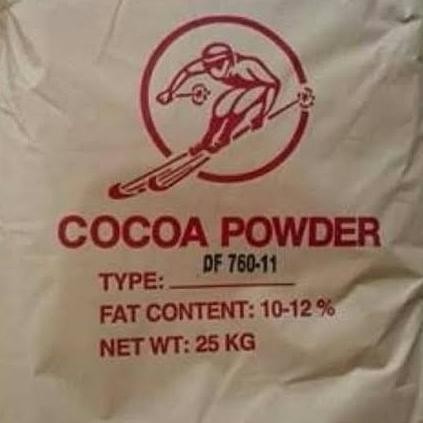 COCOA POWDER
TYPE: DF 760-11
FAT CONTENT: 10-12 %
NET WT: 25 KG